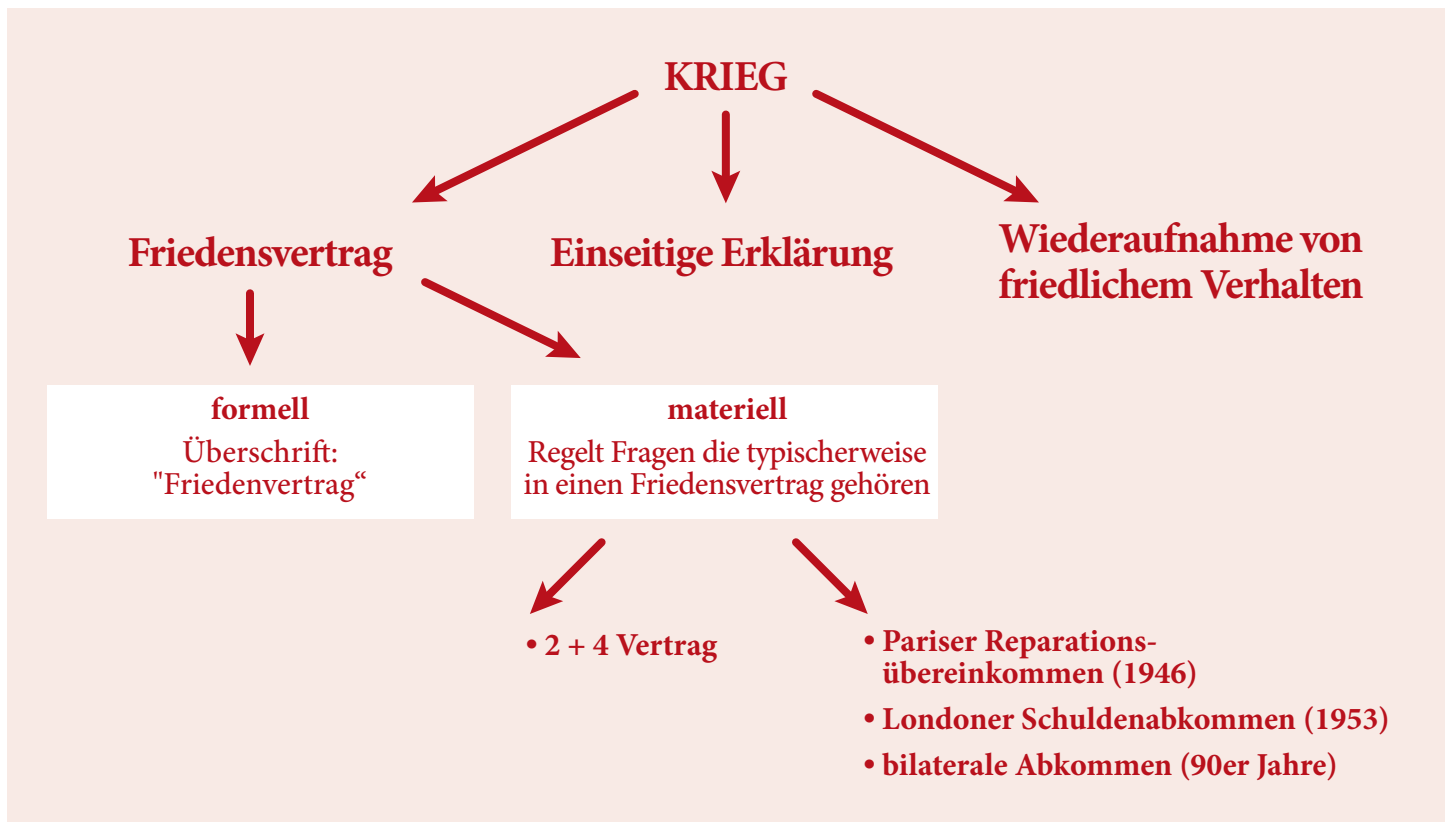 KRIEG
Friedensvertrag
Einseitige Erklärung
Wiederaufnahme von
friedlichem Verhalten
formell
Überschrift:
"Friedenvertrag“
materiell
Regelt Fragen die typischerweise
in einen Friedensvertrag gehören
• 2 + 4 Vertrag
• Pariser Reparations-
übereinkommen (1946)
• Londoner Schuldenabkommen (1953)
• bilaterale Abkommen (90er Jahre)